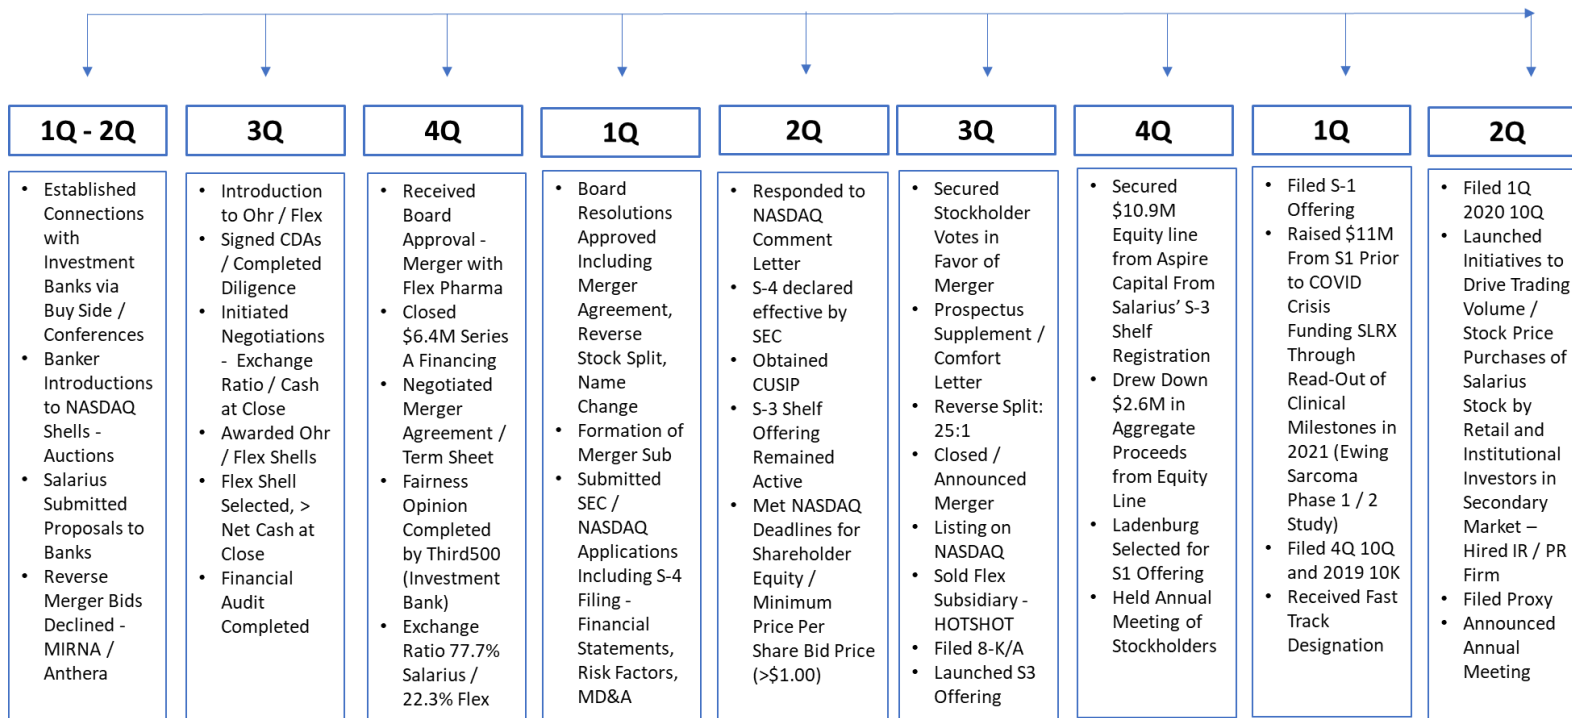 1Q - 2Q
• Established
Connections
with
Investment
Banks via
Buy Side /
Conferences
• Banker
Introductions
to NASDAQ
Shells -
Auctions
• Salarius
Submitted
Proposals to
Banks
• Reverse
Merger Bids
Declined -
MIRNA /
Anthera
3Q
• Introduction
to Ohr / Flex
• Signed CDAs
/ Completed
Diligence
• Initiated
Negotiations
- Exchange
Ratio / Cash
at Close
• Awarded Ohr
/ Flex Shells
• Flex Shell
Selected, >
Net Cash at
Close
• Financial
Audit
Completed
4Q
• Received
Board
Approval -
Merger with
Flex Pharma
• Closed
$6.4M Series
A Financing
• Negotiated
Merger
Agreement /
Term Sheet
• Fairness
Opinion
Completed
by Third500
(Investment
Bank)
• Exchange
Ratio 77.7%
Salarius /
22.3% Flex
1Q
• Board
Resolutions
Approved
Including
Merger
Agreement,
Reverse
Stock Split,
Name
Change
• Formation of
Merger Sub
• Submitted
SEC /
NASDAQ
Applications
Including S-4
Filing -
Financial
Statements,
Risk Factors,
MD&A
2Q
• Responded to
NASDAQ
Comment
Letter
• S-4 declared
effective by
SEC
• Obtained
CUSIP
• S-3 Shelf
Offering
Remained
Active
• Met NASDAQ
Deadlines for
Shareholder
Equity /
Minimum
Price Per
Share Bid Price
(>$1.00)
3Q
• Secured
Stockholder
Votes in
Favor of
Merger
• Prospectus
Supplement /
Comfort
Letter
• Reverse Split:
25:1
• Closed /
Announced
Merger
• Listing on
NASDAQ
• Sold Flex
Subsidiary -
HOTSHOT
• Filed 8-K/A
• Launched S3
Offering
4Q
• Secured
$10.9M
Equity line
from Aspire
Capital From
Salarius’ S-3
Shelf
Registration
• Drew Down
$2.6M in
Aggregate
Proceeds
from Equity
Line
• Ladenburg
Selected for
S1 Offering
• Held Annual
Meeting of
Stockholders
1Q
• Filed S-1
Offering
• Raised $11M
From S1 Prior
to COVID
Crisis
Funding SLRX
Through
Read-Out of
Clinical
Milestones in
2021 (Ewing
Sarcoma
Phase 1 / 2
Study)
• Filed 4Q 10Q
and 2019 10K
• Received Fast
Track
Designation
2Q
• Filed 1Q
2020 10Q
• Launched
Initiatives to
Drive Trading
Volume /
Stock Price
Purchases of
Salarius
Stock by
Retail and
Institutional
Investors in
Secondary
Market –
Hired IR / PR
Firm
• Filed Proxy
• Announced
Annual
Meeting